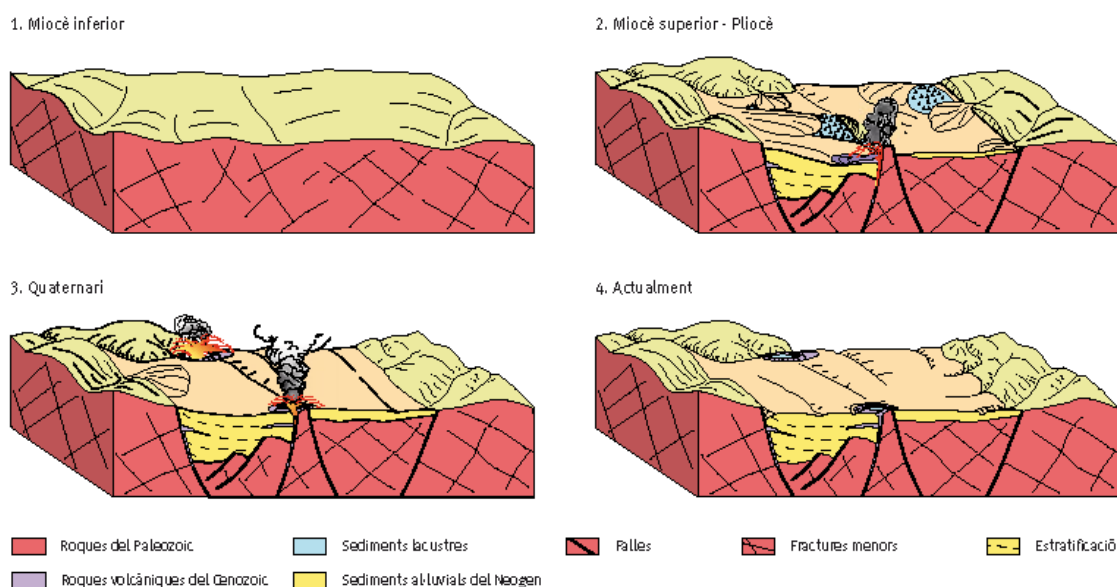 1. Miocè inferior
2. Miocè superior - Pliocè
3. Quaternari
4. Actualment
Roques del Paleozoic
Sediments lacustres
Falles
Fractures menors
Estratificació
Roques volcàniques del Cenozoic
Sediments al·luvials del Neogen